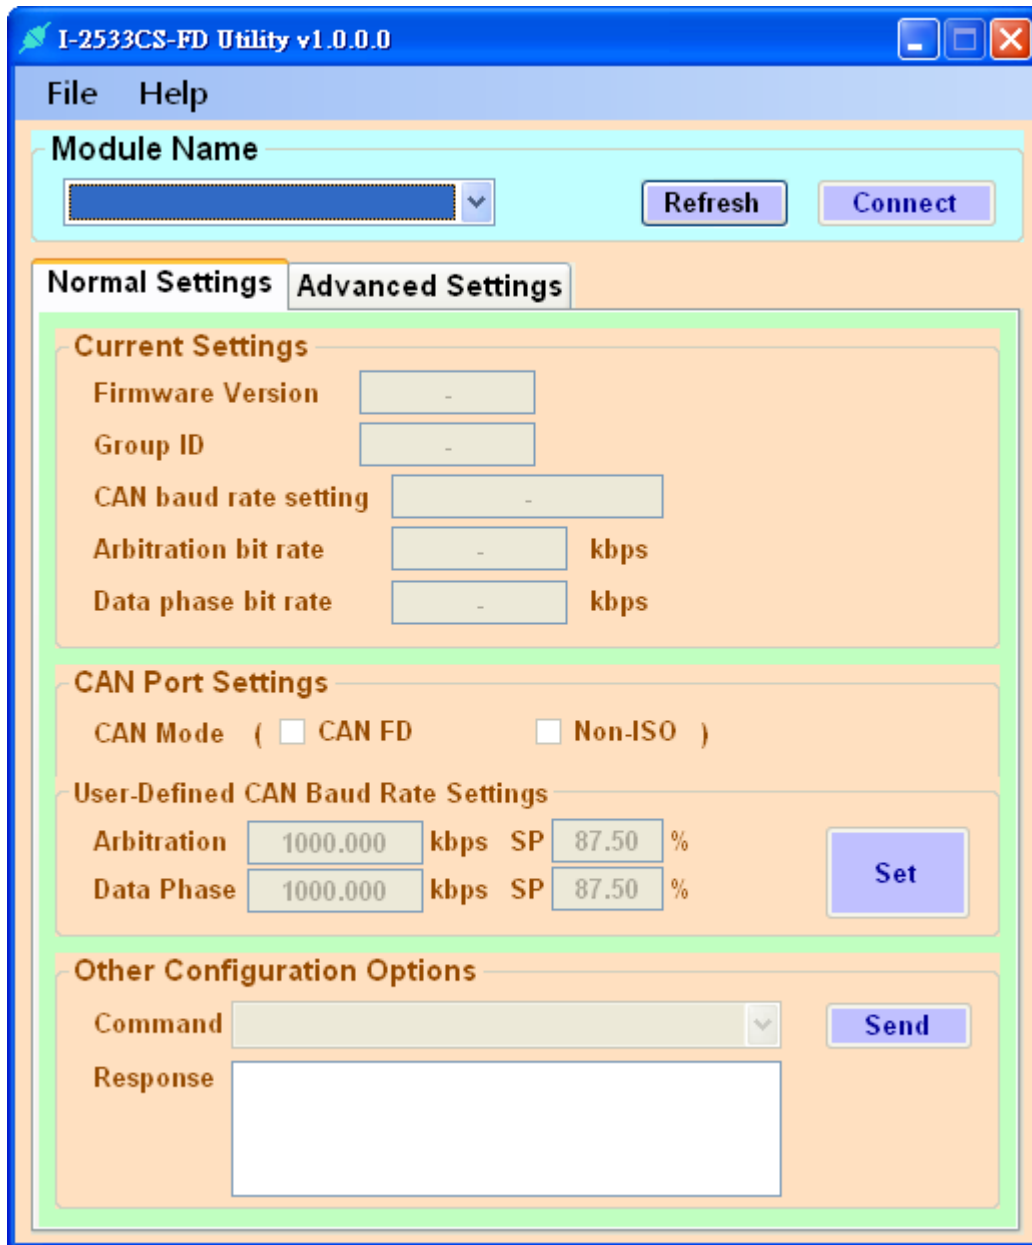 I-2533CS-FD Utility v1.0.0.0
File Help
Module Name
Refresh Connect
Normal Settings Advanced Settings
Current Settings
Firmware Version -
Group ID -
CAN baud rate setting -
Arbitration bit rate - kbps
Data phase bit rate - kbps
CAN Port Settings
CAN Mode ( CAN FD Non-ISO )
User-Defined CAN Baud Rate Settings
Arbitration 1000.000 kbps SP 87.50 %
Data Phase 1000.000 kbps SP 87.50 %
Set
Other Configuration Options
Command Send
Response